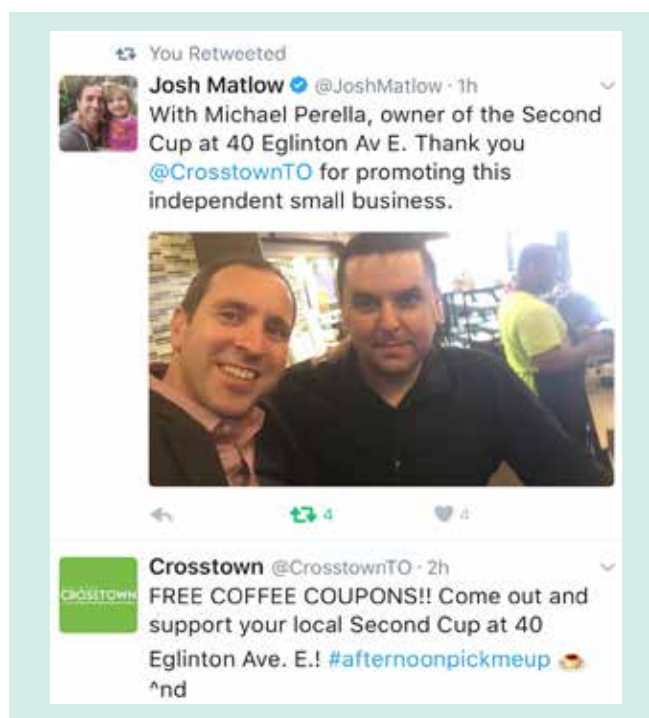 You Retweeted
Josh Matlow @JoshMatlow · 1h
With Michael Perella, owner of the Second
Cup at 40 Eglinton Av E. Thank you
@CrosstownTO for promoting this
independent small business.
4 4
CROSSTOWN
Crosstown @CrosstownTO · 2h
FREE COFFEE COUPONS!! Come out and
support your local Second Cup at 40
Eglinton Ave. E.! #afternoonpickmeup ☕
^nd